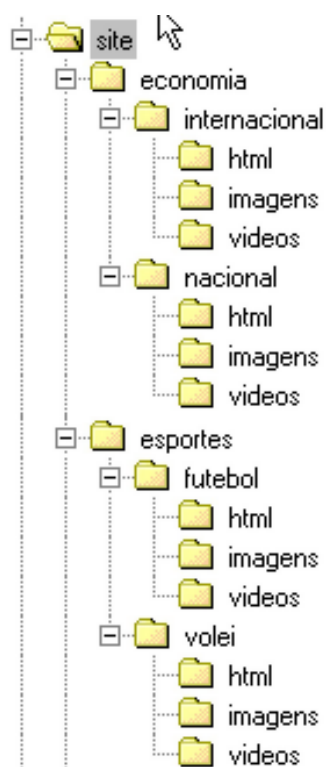 site
economia
internacional
html
imagens
videos
nacional
html
imagens
videos
esportes
futebol
html
imagens
videos
volei
html
imagens
videos